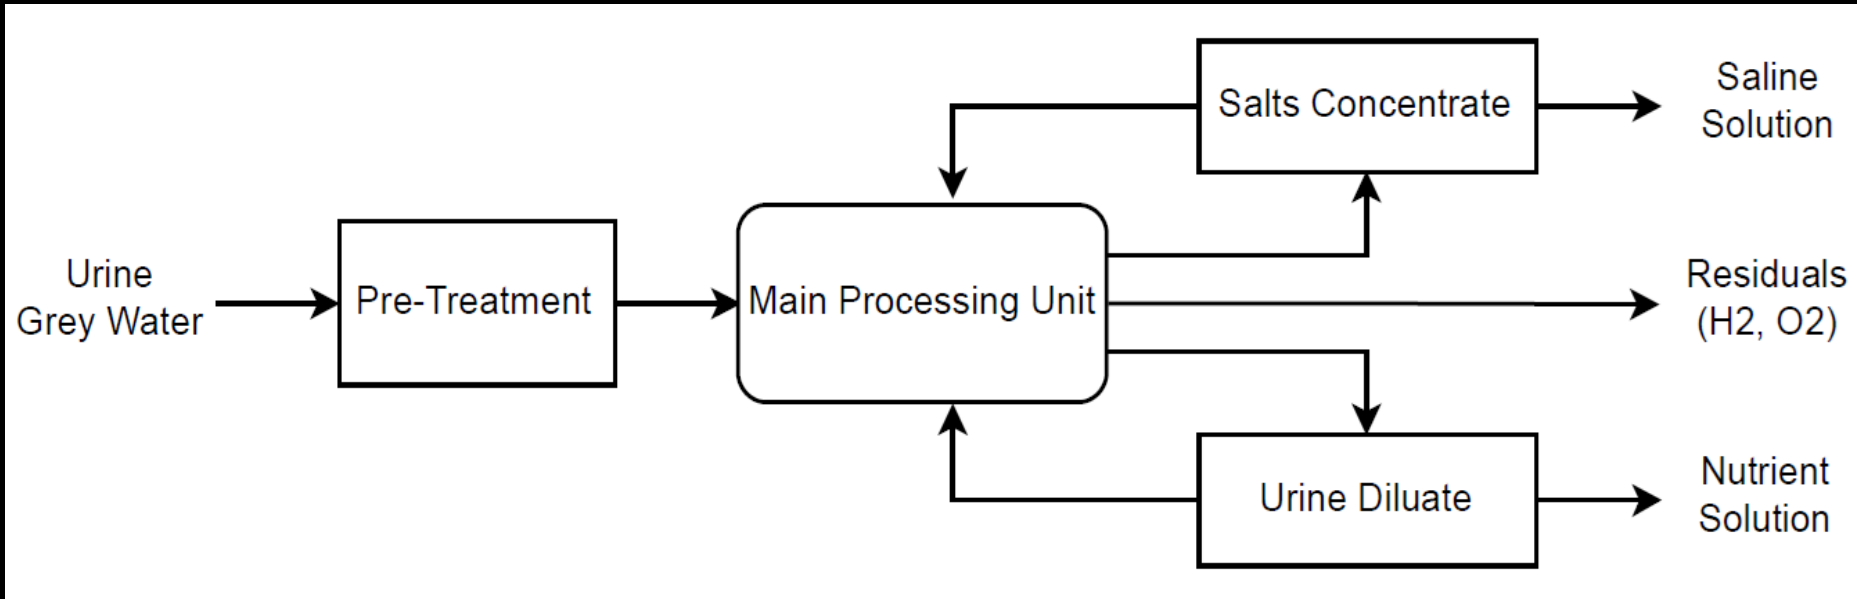 Urine
Grey Water
Pre-Treatment
Main Processing Unit
Salts Concentrate
Saline
Solution
Residuals
(H2, O2)
Urine Diluate
Nutrient
Solution